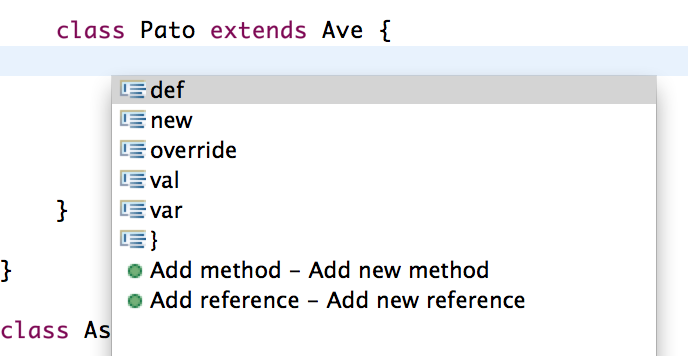 class Pato extends Ave {
def
new
override
val
var
}
Add method – Add new method
Add reference – Add new reference
}
}
class As